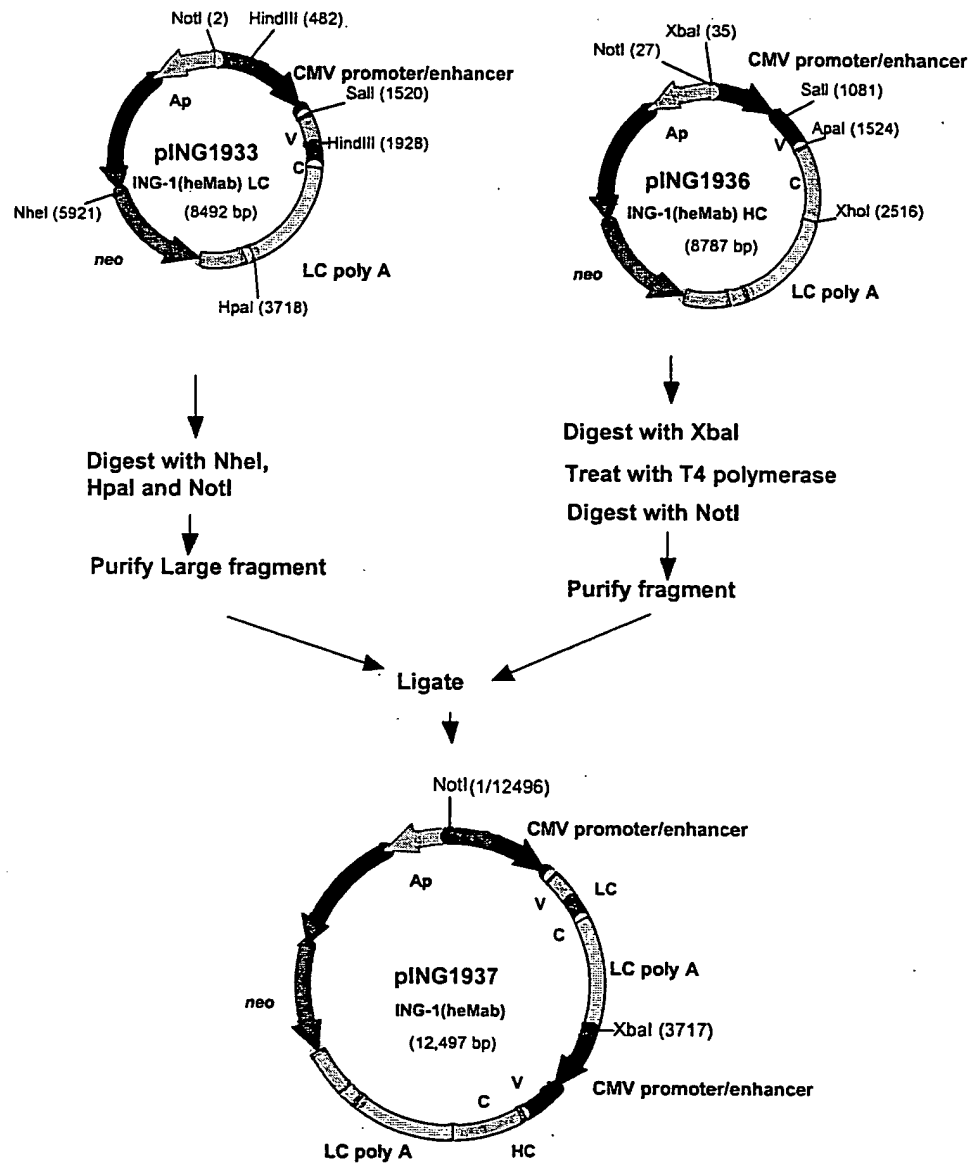 NotI (2)
HindIII (482)
CMV promoter/enhancer
SalI (1520)
Ap
V
HindIII (1928)
C
pING1933
ING-1(heMab) LC
(8492 bp)
NheI (5921)
neo
LC poly A
HpaI (3718)
XbaI (35)
NotI (27)
CMV promoter/enhancer
SalI (1081)
ApaI (1524)
Ap
V
C
pING1936
ING-1(heMab) HC
(8787 bp)
XhoI (2516)
neo
LC poly A
Digest with NheI,
HpaI and NotI
Purify Large fragment
Digest with XbaI
Treat with T4 polymerase
Digest with NotI
Purify fragment
Ligate
NotI (1/12496)
CMV promoter/enhancer
Ap
LC
V
C
LC poly A
pING1937
ING-1(heMab)
(12,497 bp)
neo
XbaI (3717)
CMV promoter/enhancer
V
C
HC
LC poly A